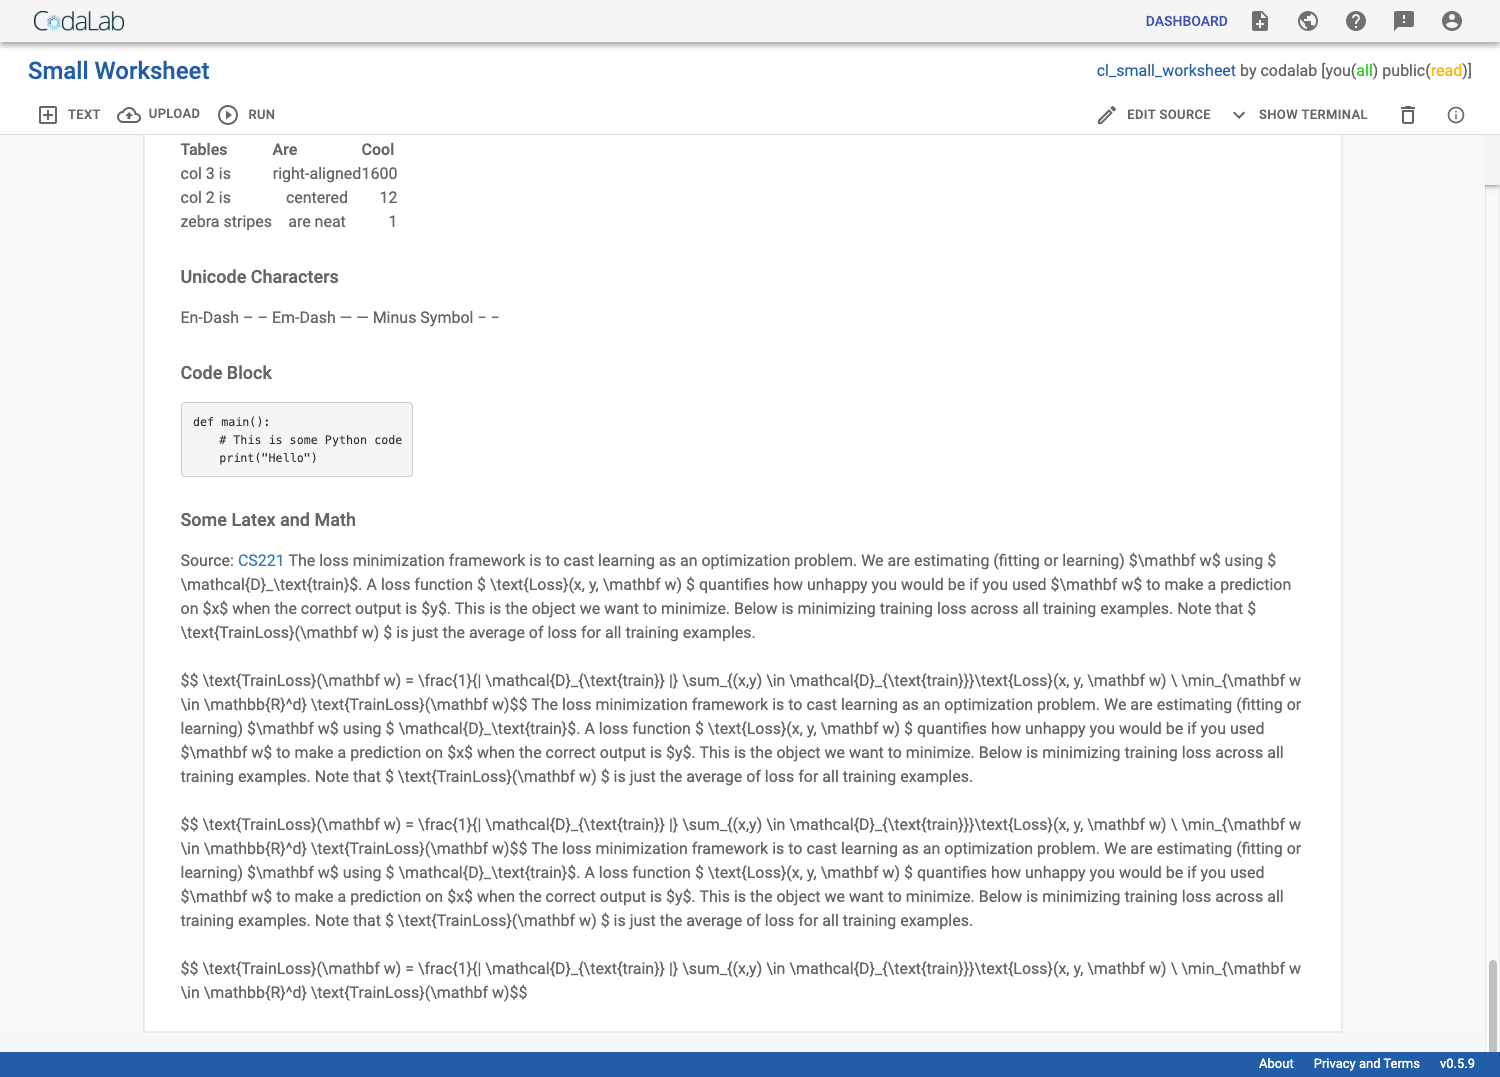 CodaLab
DASHBOARD
Small Worksheet
cl_small_worksheet by codalab [you(all) public(read)]
TEXT UPLOAD RUN
EDIT SOURCE SHOW TERMINAL
Tables Are Cool
col 3 is right-aligned 1600
col 2 is centered 12
zebra stripes are neat 1
Unicode Characters
En-Dash – – Em-Dash — — Minus Symbol − −
Code Block
def main():
    # This is some Python code
    print("Hello")
Some Latex and Math
Source: CS221 The loss minimization framework is to cast learning as an optimization problem. We are estimating (fitting or learning) $\mathbf w$ using $
\mathcal{D}_\text{train}$. A loss function $ \text{Loss}(x, y, \mathbf w) $ quantifies how unhappy you would be if you used $\mathbf w$ to make a prediction
on $x$ when the correct output is $y$. This is the object we want to minimize. Below is minimizing training loss across all training examples. Note that $
\text{TrainLoss}(\mathbf w) $ is just the average of loss for all training examples.
$$ \text{TrainLoss}(\mathbf w) = \frac{1}{| \mathcal{D}_{\text{train}} |} \sum_{(x,y) \in \mathcal{D}_{\text{train}}}\text{Loss}(x, y, \mathbf w) \ \min_{\mathbf w
\in \mathbb{R}^d} \text{TrainLoss}(\mathbf w)$$ The loss minimization framework is to cast learning as an optimization problem. We are estimating (fitting or
learning) $\mathbf w$ using $ \mathcal{D}_\text{train}$. A loss function $ \text{Loss}(x, y, \mathbf w) $ quantifies how unhappy you would be if you used
$\mathbf w$ to make a prediction on $x$ when the correct output is $y$. This is the object we want to minimize. Below is minimizing training loss across all
training examples. Note that $ \text{TrainLoss}(\mathbf w) $ is just the average of loss for all training examples.
$$ \text{TrainLoss}(\mathbf w) = \frac{1}{| \mathcal{D}_{\text{train}} |} \sum_{(x,y) \in \mathcal{D}_{\text{train}}}\text{Loss}(x, y, \mathbf w) \ \min_{\mathbf w
\in \mathbb{R}^d} \text{TrainLoss}(\mathbf w)$$ The loss minimization framework is to cast learning as an optimization problem. We are estimating (fitting or
learning) $\mathbf w$ using $ \mathcal{D}_\text{train}$. A loss function $ \text{Loss}(x, y, \mathbf w) $ quantifies how unhappy you would be if you used
$\mathbf w$ to make a prediction on $x$ when the correct output is $y$. This is the object we want to minimize. Below is minimizing training loss across all
training examples. Note that $ \text{TrainLoss}(\mathbf w) $ is just the average of loss for all training examples.
$$ \text{TrainLoss}(\mathbf w) = \frac{1}{| \mathcal{D}_{\text{train}} |} \sum_{(x,y) \in \mathcal{D}_{\text{train}}}\text{Loss}(x, y, \mathbf w) \ \min_{\mathbf w
\in \mathbb{R}^d} \text{TrainLoss}(\mathbf w)$$
About Privacy and Terms v0.5.9